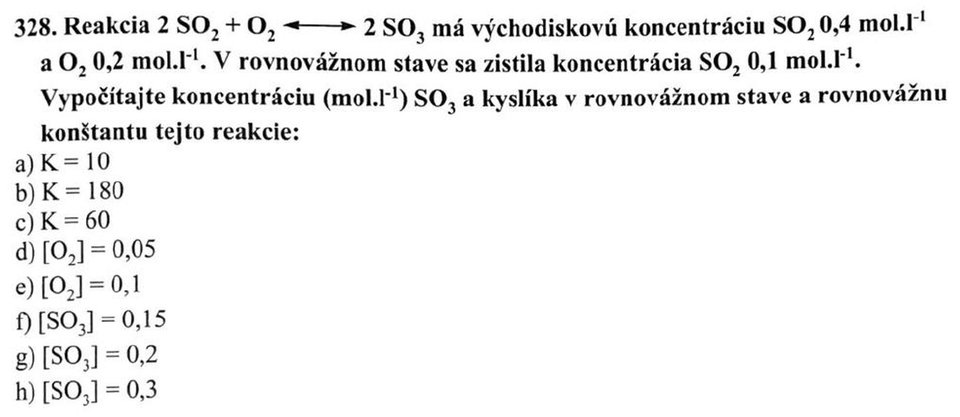 328. Reakcia 2 SO₂ + O₂ ⟷ 2 SO₃ má východiskovú koncentráciu SO₂ 0,4 mol.l⁻¹
a O₂ 0,2 mol.l⁻¹. V rovnovážnom stave sa zistila koncentrácia SO₂ 0,1 mol.l⁻¹.
Vypočítajte koncentráciu (mol.l⁻¹) SO₃ a kyslíka v rovnovážnom stave a rovnovážnu
konštantu tejto reakcie:
a) K = 10
b) K = 180
c) K = 60
d) [O₂] = 0,05
e) [O₂] = 0,1
f) [SO₃] = 0,15
g) [SO₃] = 0,2
h) [SO₃] = 0,3